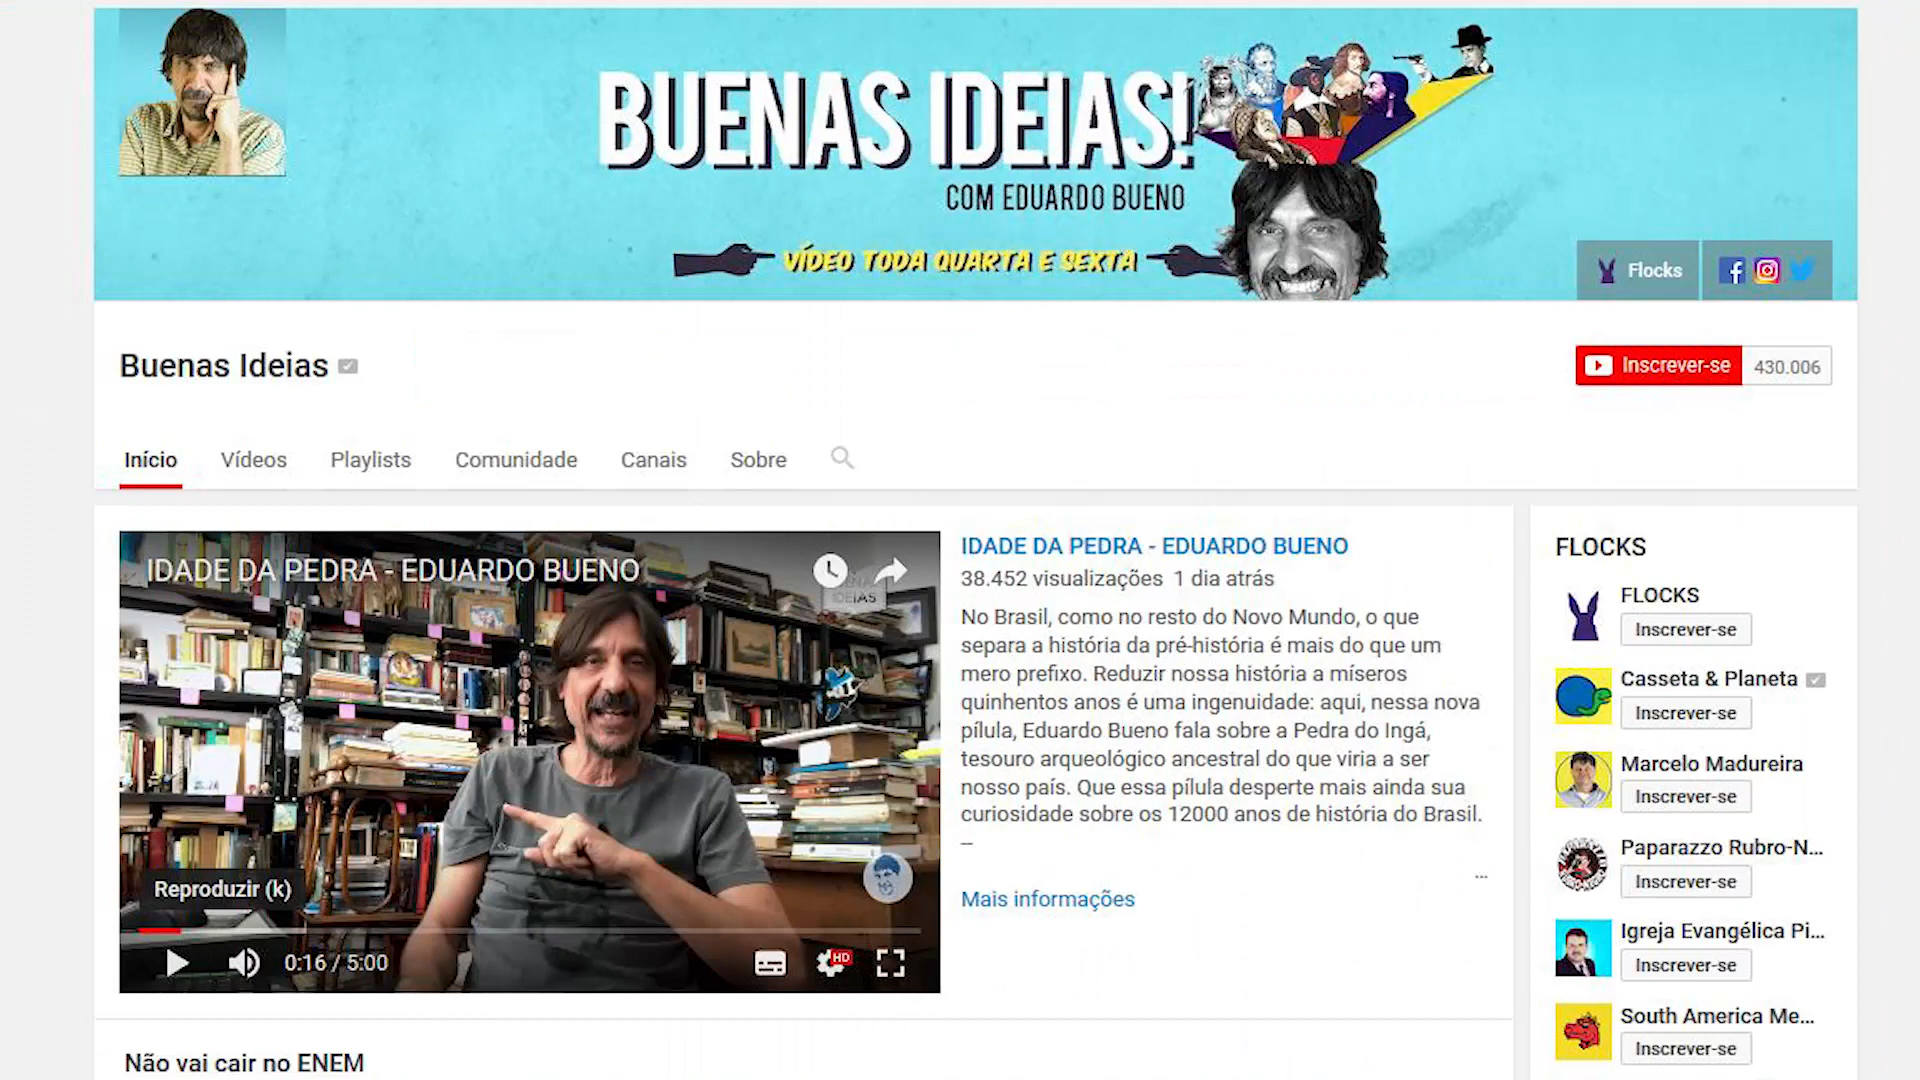 BUENAS IDEIAS!
COM EDUARDO BUENO
VÍDEO TODA QUARTA E SEXTA
Flocks
Buenas Ideias
Inscrever-se 430.006
Início Vídeos Playlists Comunidade Canais Sobre
IDADE DA PEDRA - EDUARDO BUENO
IDEIAS
Reproduzir (k)
0:16 / 5:00
HD
IDADE DA PEDRA - EDUARDO BUENO
38.452 visualizações 1 dia atrás
No Brasil, como no resto do Novo Mundo, o que
separa a história da pré-história é mais do que um
mero prefixo. Reduzir nossa história a míseros
quinhentos anos é uma ingenuidade: aqui, nessa nova
pílula, Eduardo Bueno fala sobre a Pedra do Ingá,
tesouro arqueológico ancestral do que viria a ser
nosso país. Que essa pílula desperte mais ainda sua
curiosidade sobre os 12000 anos de história do Brasil.
--
...
Mais informações
FLOCKS
FLOCKS
Inscrever-se
Casseta & Planeta
Inscrever-se
Marcelo Madureira
Inscrever-se
Paparazzo Rubro-N...
Inscrever-se
Igreja Evangélica Pi...
Inscrever-se
South America Me...
Inscrever-se
Não vai cair no ENEM